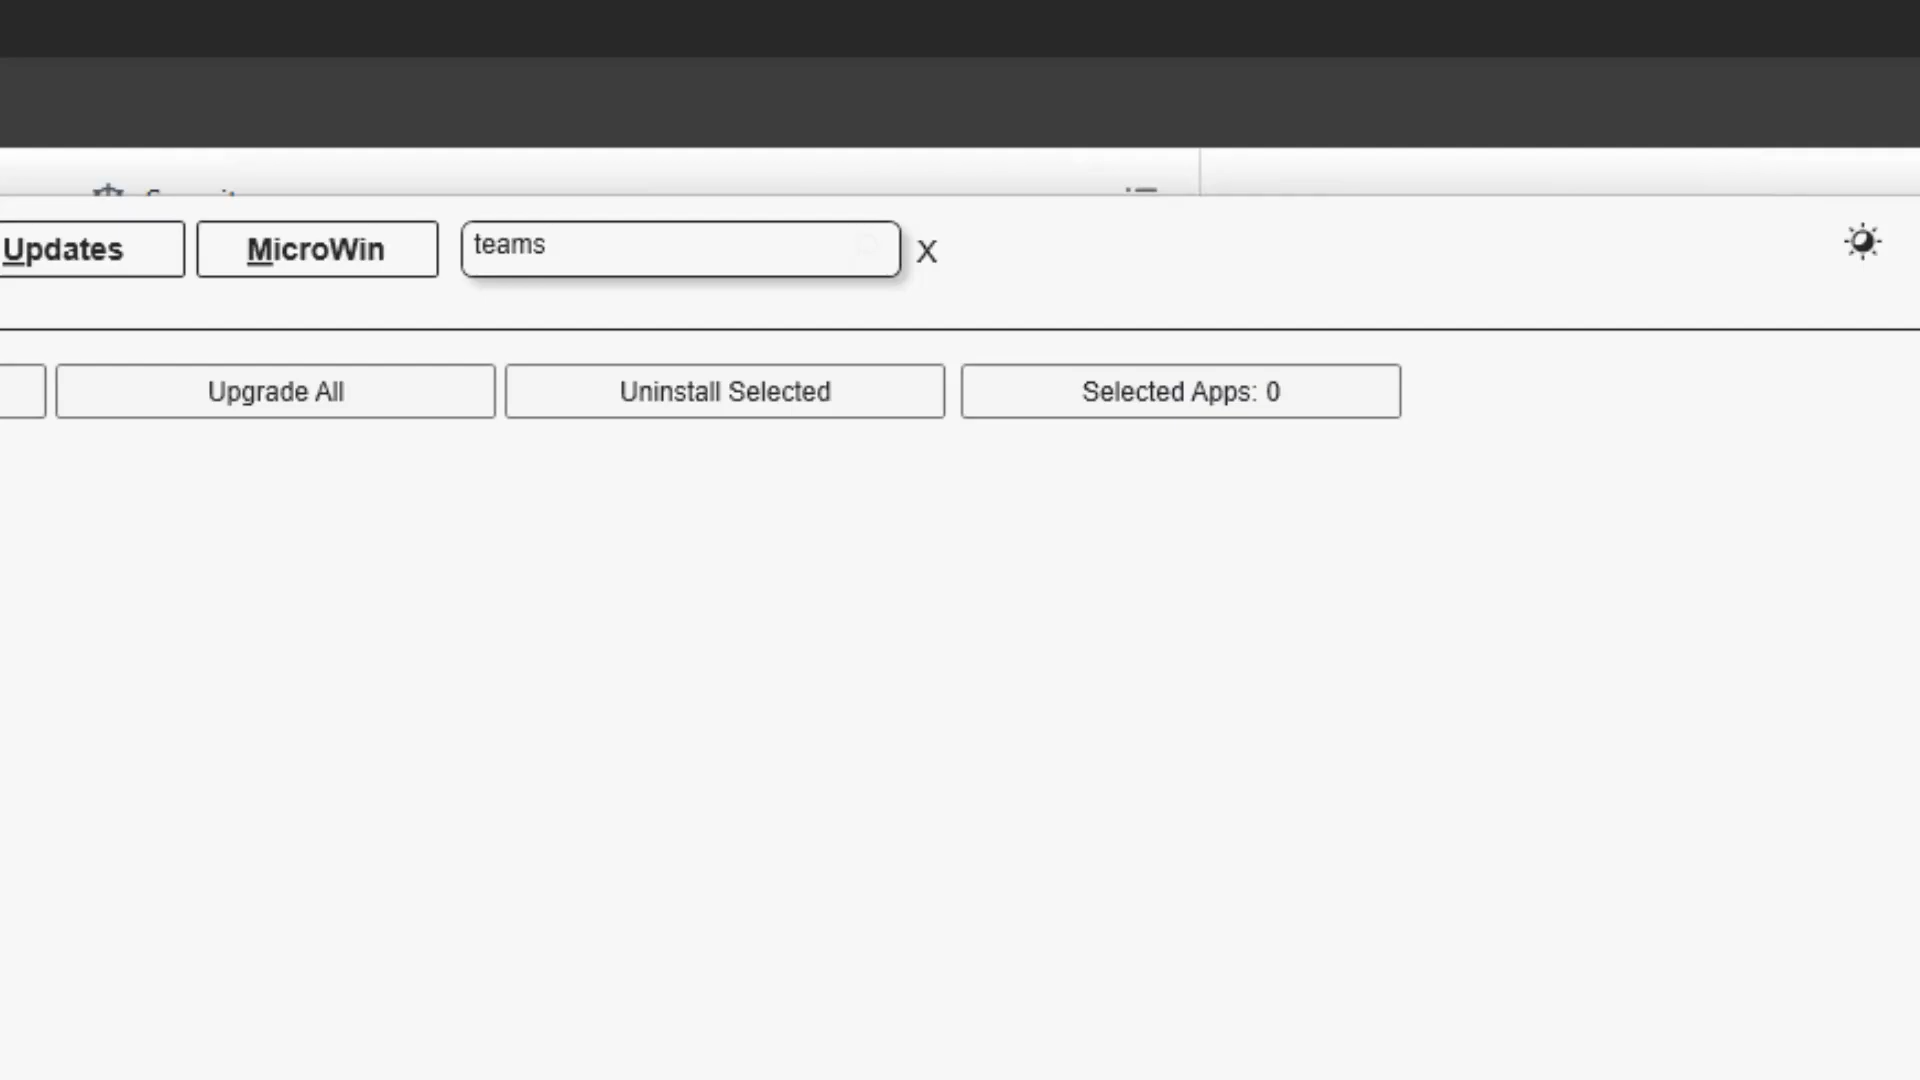 Updates
MicroWin
teams
X
Upgrade All
Uninstall Selected
Selected Apps: 0